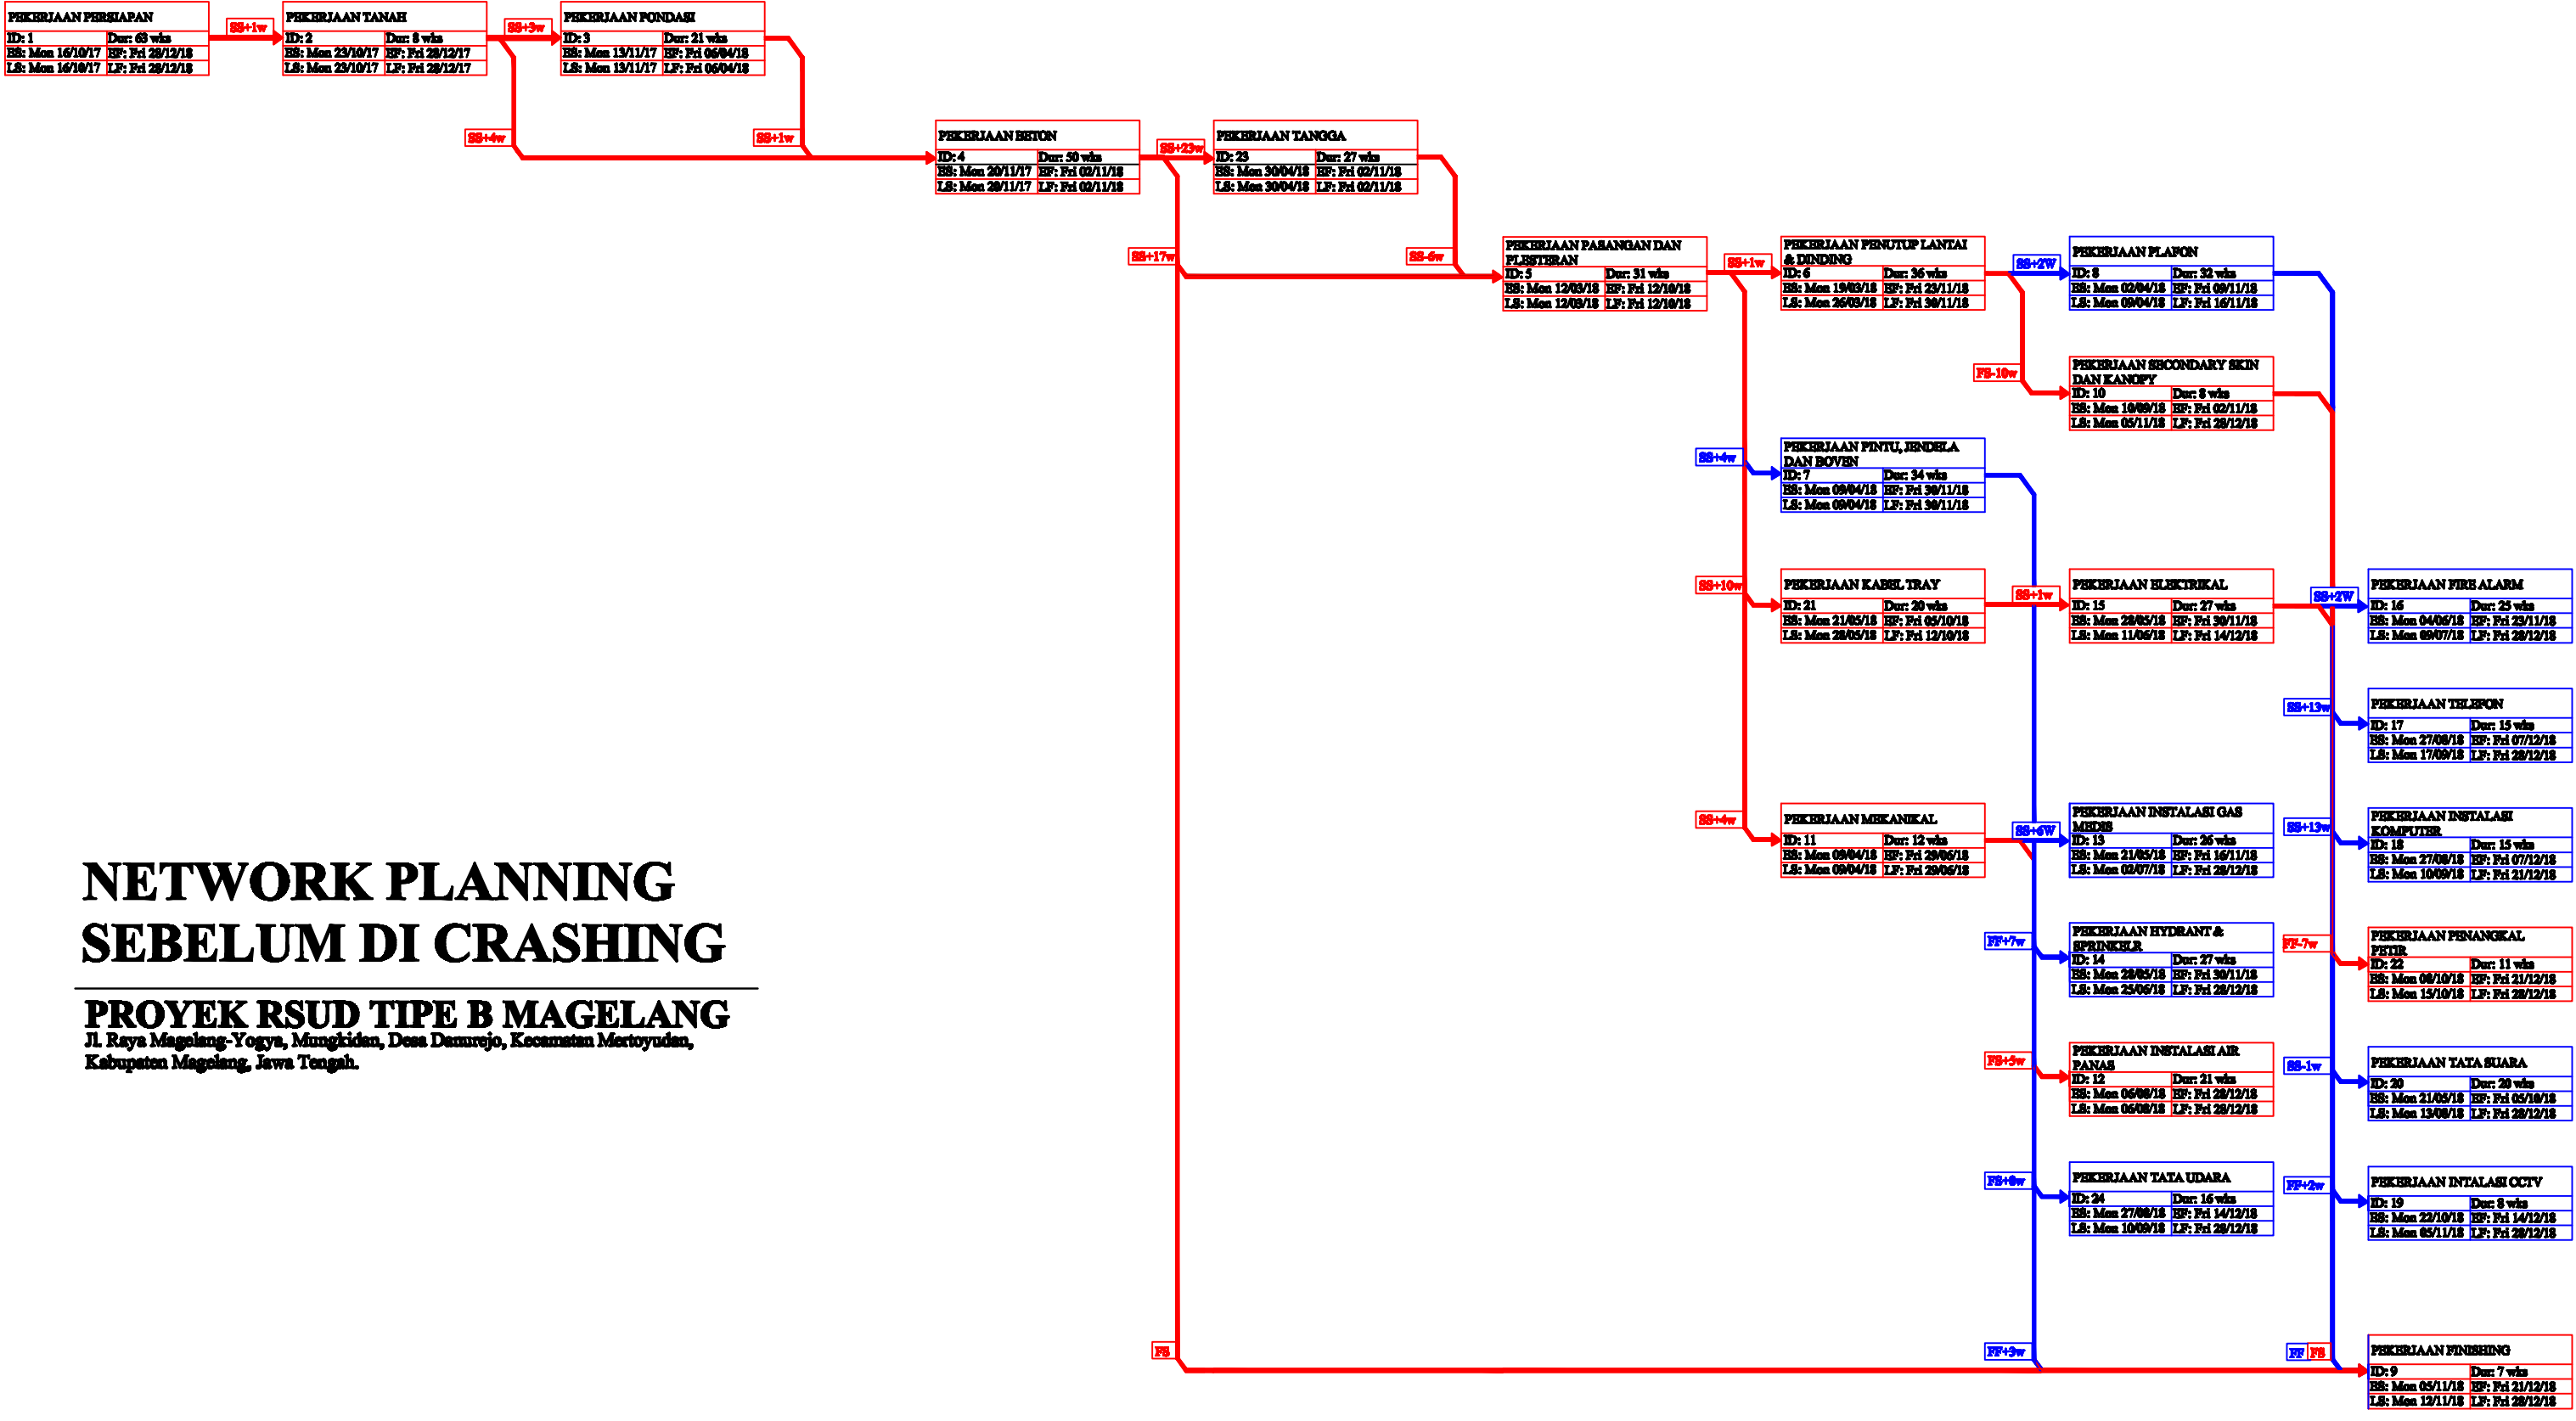 PEKERJAAN PERSIAPAN
ID: 1 Dur: 63 wks
ES: Mon 16/10/17 EF: Fri 28/12/18
LS: Mon 16/10/17 LF: Fri 28/12/18
SS+1w
PEKERJAAN TANAH
ID: 2 Dur: 8 wks
ES: Mon 23/10/17 EF: Fri 28/12/17
LS: Mon 23/10/17 LF: Fri 28/12/17
SS+3w
PEKERJAAN PONDASI
ID: 3 Dur: 21 wks
ES: Mon 13/11/17 EF: Fri 06/04/18
LS: Mon 13/11/17 LF: Fri 06/04/18
SS+4w
SS+1w
PEKERJAAN BETON
ID: 4 Dur: 50 wks
ES: Mon 20/11/17 EF: Fri 02/11/18
LS: Mon 20/11/17 LF: Fri 02/11/18
SS+23w
PEKERJAAN TANGGA
ID: 23 Dur: 27 wks
ES: Mon 30/04/18 EF: Fri 02/11/18
LS: Mon 30/04/18 LF: Fri 02/11/18
SS+17w
SS-6w
PEKERJAAN PASANGAN DAN
PLESTERAN
ID: 5 Dur: 31 wks
ES: Mon 12/03/18 EF: Fri 12/10/18
LS: Mon 12/03/18 LF: Fri 12/10/18
SS+1w
PEKERJAAN PENUTUP LANTAI
& DINDING
ID: 6 Dur: 36 wks
ES: Mon 19/03/18 EF: Fri 23/11/18
LS: Mon 26/03/18 LF: Fri 30/11/18
SS+2W
PEKERJAAN PLAFON
ID: 8 Dur: 32 wks
ES: Mon 02/04/18 EF: Fri 09/11/18
LS: Mon 09/04/18 LF: Fri 16/11/18
FS-10w
PEKERJAAN SECONDARY SKIN
DAN KANOPY
ID: 10 Dur: 8 wks
ES: Mon 10/09/18 EF: Fri 02/11/18
LS: Mon 05/11/18 LF: Fri 28/12/18
SS+4w
PEKERJAAN PINTU, JENDELA
DAN BOVEN
ID: 7 Dur: 34 wks
ES: Mon 09/04/18 EF: Fri 30/11/18
LS: Mon 09/04/18 LF: Fri 30/11/18
SS+10w
PEKERJAAN KABEL TRAY
ID: 21 Dur: 20 wks
ES: Mon 21/05/18 EF: Fri 05/10/18
LS: Mon 28/05/18 LF: Fri 12/10/18
SS+1w
PEKERJAAN ELEKTRIKAL
ID: 15 Dur: 27 wks
ES: Mon 28/05/18 EF: Fri 30/11/18
LS: Mon 11/06/18 LF: Fri 14/12/18
SS+2W
PEKERJAAN FIRE ALARM
ID: 16 Dur: 25 wks
ES: Mon 04/06/18 EF: Fri 23/11/18
LS: Mon 09/07/18 LF: Fri 28/12/18
SS+13w
PEKERJAAN TELEFON
ID: 17 Dur: 15 wks
ES: Mon 27/08/18 EF: Fri 07/12/18
LS: Mon 17/09/18 LF: Fri 28/12/18
SS+4w
PEKERJAAN MEKANIKAL
ID: 11 Dur: 12 wks
ES: Mon 09/04/18 EF: Fri 29/06/18
LS: Mon 09/04/18 LF: Fri 29/06/18
SS+6W
PEKERJAAN INSTALASI GAS
MEDIS
ID: 13 Dur: 26 wks
ES: Mon 21/05/18 EF: Fri 16/11/18
LS: Mon 02/07/18 LF: Fri 28/12/18
SS+13w
PEKERJAAN INSTALASI
KOMPUTER
ID: 18 Dur: 15 wks
ES: Mon 27/08/18 EF: Fri 07/12/18
LS: Mon 10/09/18 LF: Fri 21/12/18
NETWORK PLANNING
SEBELUM DI CRASHING
PROYEK RSUD TIPE B MAGELANG
Jl. Raya Magelang-Yogya, Mungkidan, Desa Danurejo, Kecamatan Mertoyudan,
Kabupaten Magelang, Jawa Tengah.
FF+7w
PEKERJAAN HYDRANT &
SPRINKELR
ID: 14 Dur: 27 wks
ES: Mon 28/05/18 EF: Fri 30/11/18
LS: Mon 25/06/18 LF: Fri 28/12/18
FF-7w
PEKERJAAN PENANGKAL
PETIR
ID: 22 Dur: 11 wks
ES: Mon 08/10/18 EF: Fri 21/12/18
LS: Mon 15/10/18 LF: Fri 28/12/18
FS+5w
PEKERJAAN INSTALASI AIR
PANAS
ID: 12 Dur: 21 wks
ES: Mon 06/08/18 EF: Fri 28/12/18
LS: Mon 06/08/18 LF: Fri 28/12/18
SS-1w
PEKERJAAN TATA SUARA
ID: 20 Dur: 20 wks
ES: Mon 21/05/18 EF: Fri 05/10/18
LS: Mon 13/08/18 LF: Fri 28/12/18
FS+8w
PEKERJAAN TATA UDARA
ID: 24 Dur: 16 wks
ES: Mon 27/08/18 EF: Fri 14/12/18
LS: Mon 10/09/18 LF: Fri 28/12/18
FF+2w
PEKERJAAN INTALASI CCTV
ID: 19 Dur: 8 wks
ES: Mon 22/10/18 EF: Fri 14/12/18
LS: Mon 05/11/18 LF: Fri 28/12/18
FS
FF+3w
FF FS
PEKERJAAN FINISHING
ID: 9 Dur: 7 wks
ES: Mon 05/11/18 EF: Fri 21/12/18
LS: Mon 12/11/18 LF: Fri 28/12/18